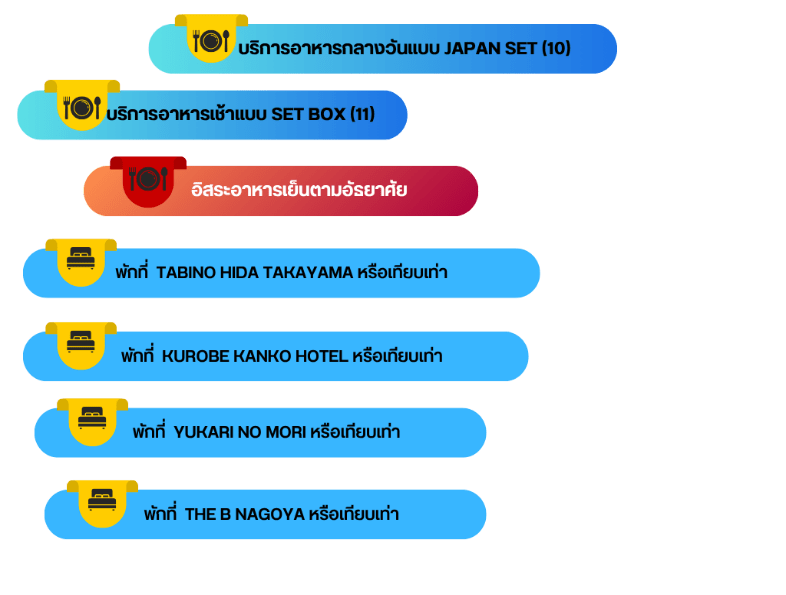 บริการอาหารกลางวันแบบ JAPAN SET (10)
บริการอาหารเช้าแบบ SET BOX (11)
อิสระอาหารเย็นตามอัธยาศัย
พักที่ TABINO HIDA TAKAYAMA หรือเทียบเท่า
พักที่ KUROBE KANKO HOTEL หรือเทียบเท่า
พักที่ YUKARI NO MORI หรือเทียบเท่า
พักที่ THE B NAGOYA หรือเทียบเท่า